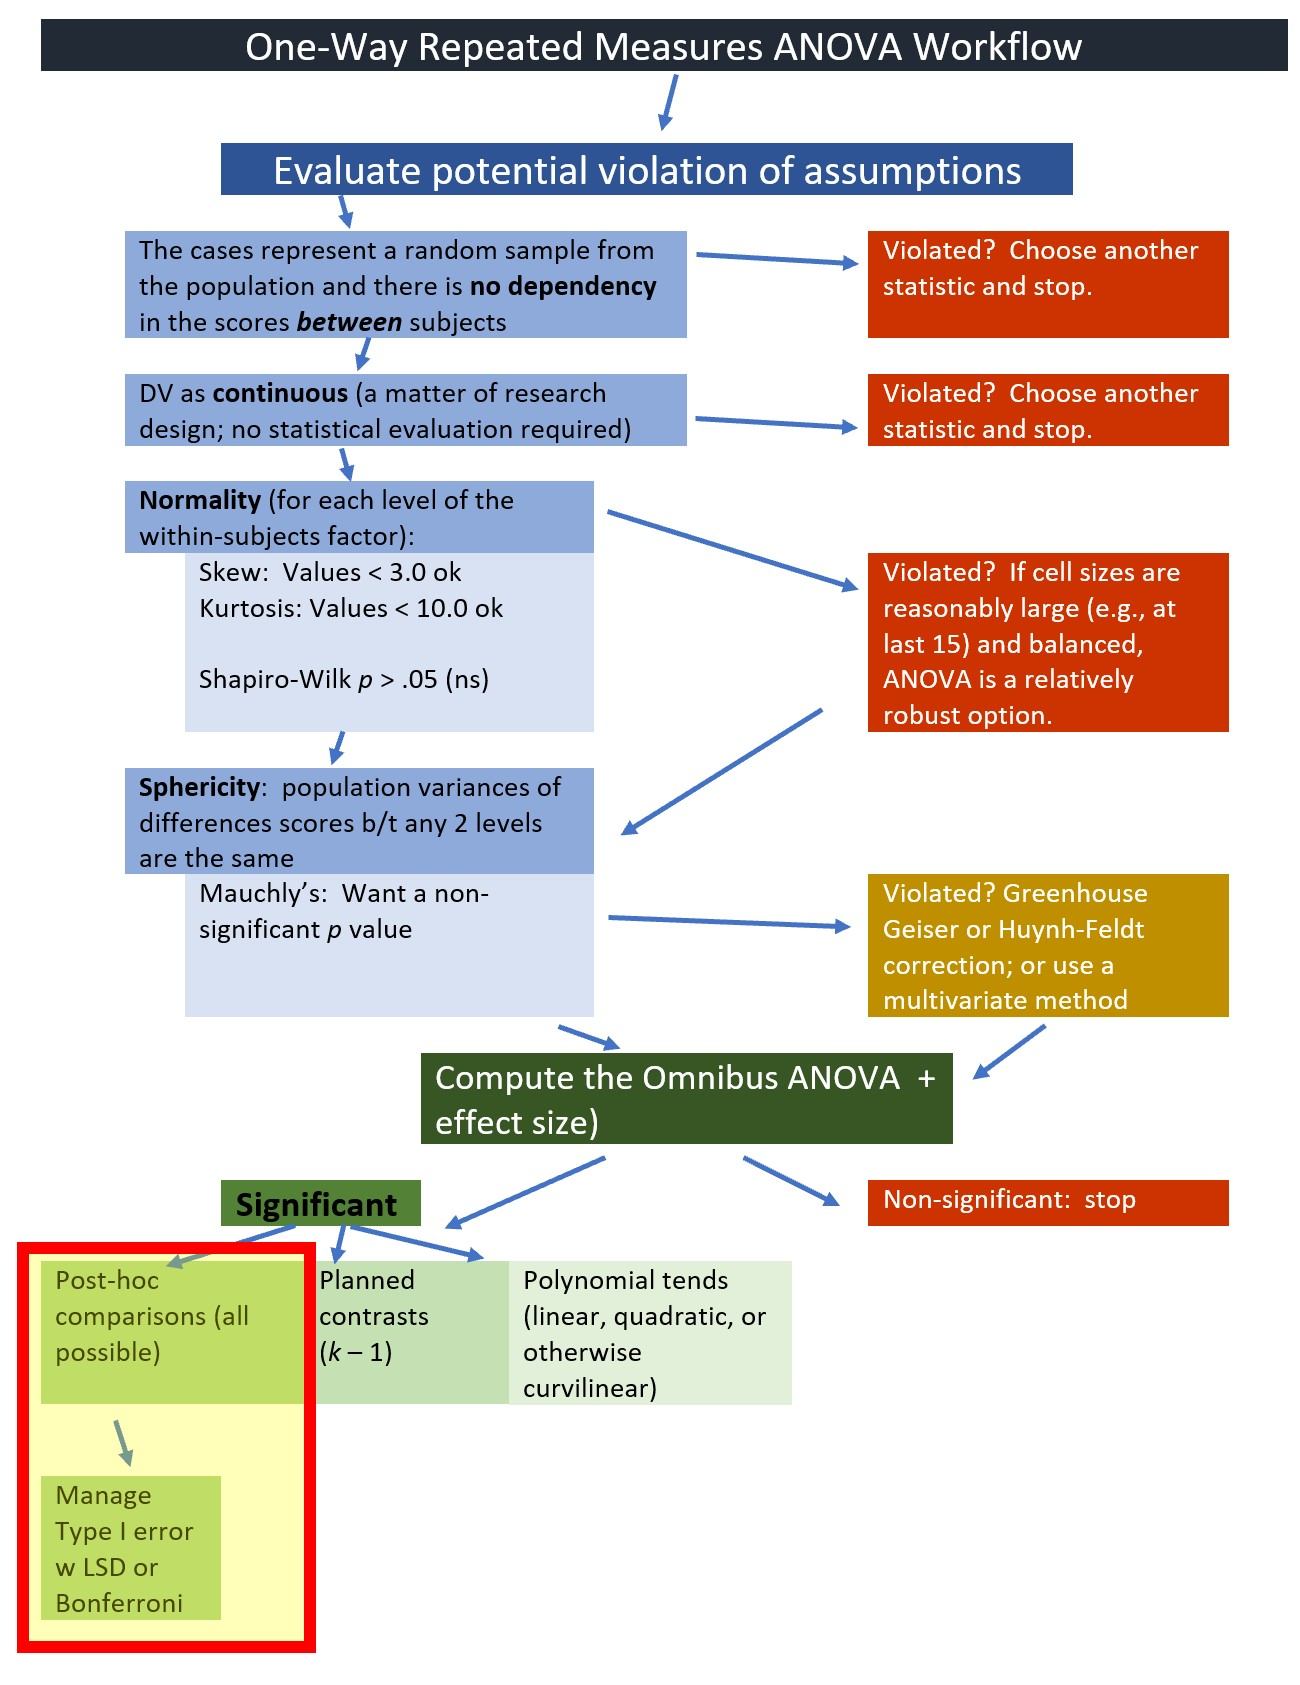 One-Way Repeated Measures ANOVA Workflow
Evaluate potential violation of assumptions
The cases represent a random sample from
the population and there is no dependency
in the scores between subjects
Violated?  Choose another
statistic and stop.
DV as continuous (a matter of research
design; no statistical evaluation required)
Violated?  Choose another
statistic and stop.
Normality (for each level of the
within-subjects factor):
Skew:  Values < 3.0 ok
Kurtosis: Values < 10.0 ok
Shapiro-Wilk p > .05 (ns)
Violated?  If cell sizes are
reasonably large (e.g., at
last 15) and balanced,
ANOVA is a relatively
robust option.
Sphericity:  population variances of
differences scores b/t any 2 levels
are the same
Mauchly’s:  Want a non-
significant p value
Violated? Greenhouse
Geiser or Huynh-Feldt
correction; or use a
multivariate method
Compute the Omnibus ANOVA  +
effect size)
Significant
Non-significant:  stop
Post-hoc
comparisons (all
possible)
Planned
contrasts
(k – 1)
Polynomial tends
(linear, quadratic, or
otherwise
curvilinear)
Manage
Type I error
w LSD or
Bonferroni